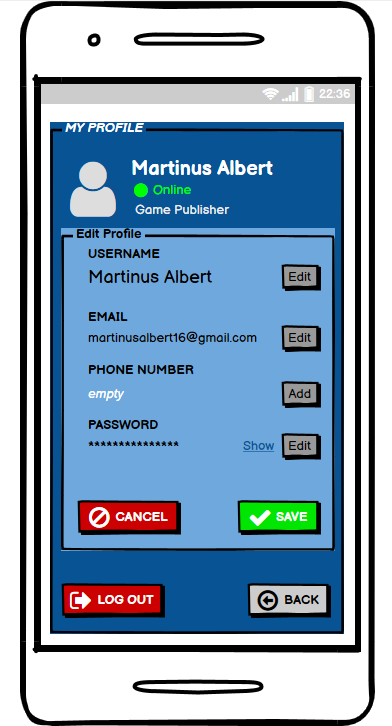 22:36
MY PROFILE
Martinus Albert
Online
Game Publisher
Edit Profile
USERNAME
Martinus Albert Edit
EMAIL
martinusalbert16@gmail.com Edit
PHONE NUMBER
empty Add
PASSWORD
*************** Show Edit
CANCEL SAVE
LOG OUT BACK